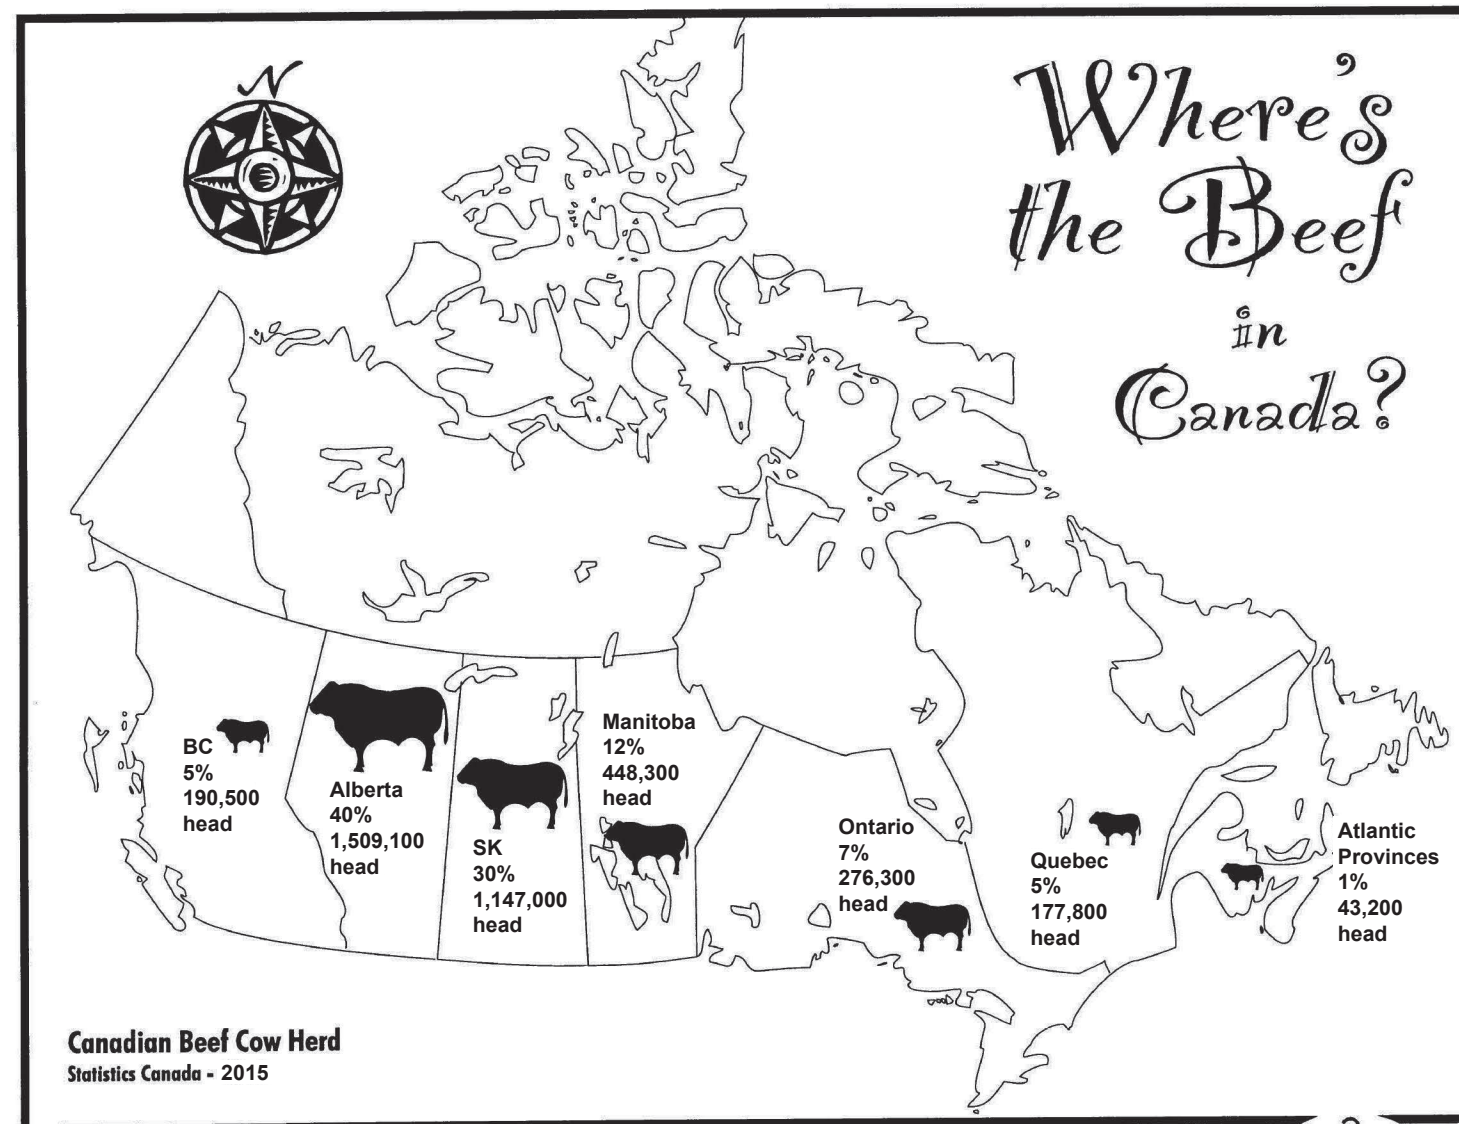 N
Where's
the Beef
in
Canada?
BC
5%
190,500
head
Alberta
40%
1,509,100
head
SK
30%
1,147,000
head
Manitoba
12%
448,300
head
Ontario
7%
276,300
head
Quebec
5%
177,800
head
Atlantic
Provinces
1%
43,200
head
Canadian Beef Cow Herd
Statistics Canada - 2015